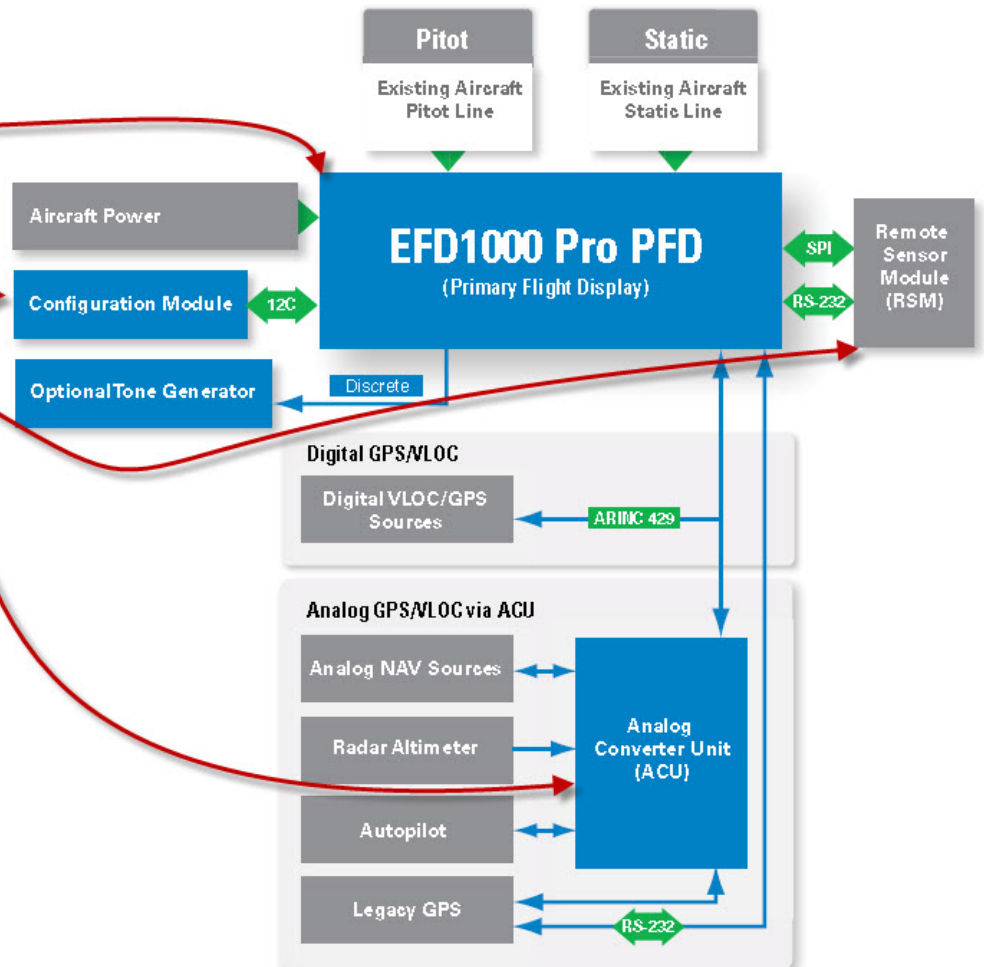 Pitot
Static
Existing Aircraft
Pitot Line
Existing Aircraft
Static Line
Aircraft Power
EFD1000 Pro PFD
(Primary Flight Display)
SPI
RS-232
Remote
Sensor
Module
(RSM)
Configuration Module
12C
Optional Tone Generator
Discrete
Digital GPS/VLOC
Digital VLOC/GPS
Sources
ARINC 429
Analog GPS/VLOC via ACU
Analog NAV Sources
Radar Altimeter
Analog
Converter Unit
(ACU)
Autopilot
Legacy GPS
RS-232